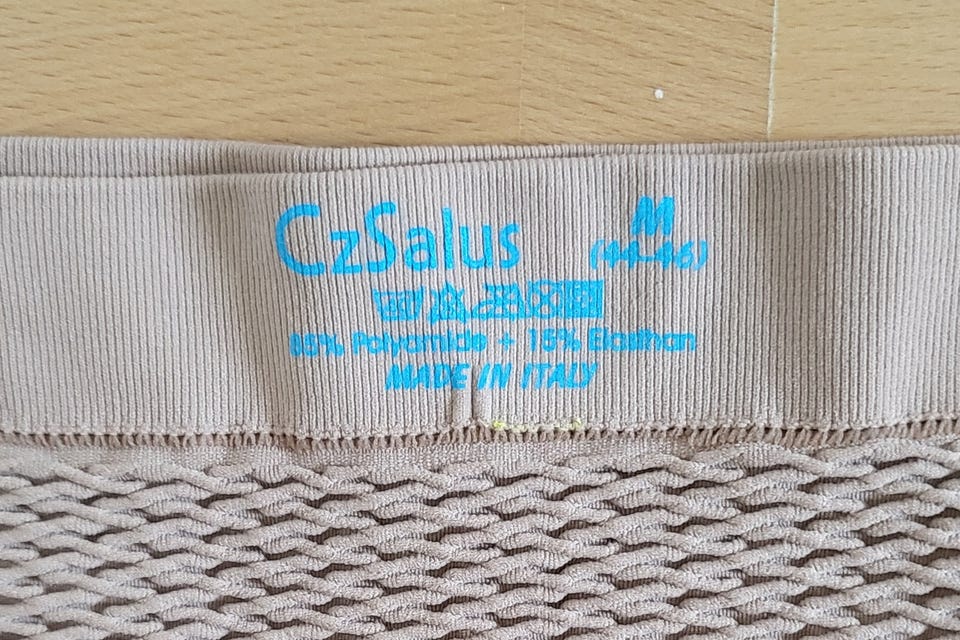 CzSalus M
(44-46)
85% Polyamide + 15% Elasthan
MADE IN ITALY